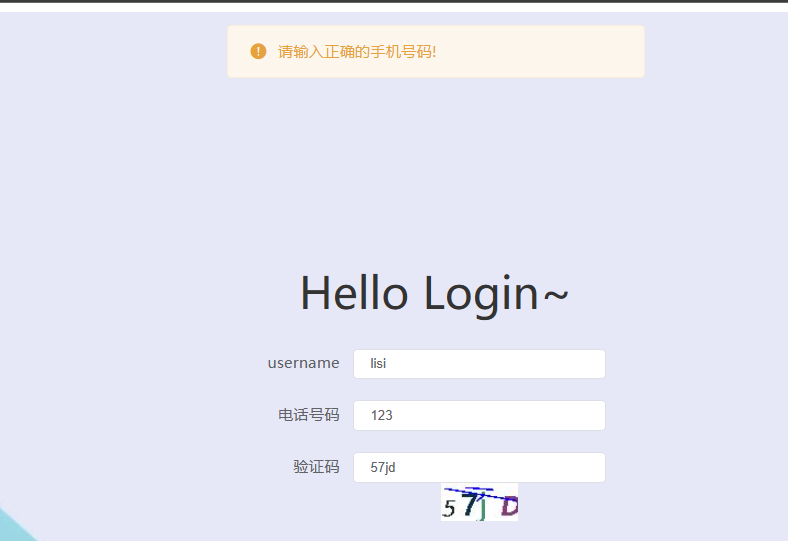 请输入正确的手机号码!
Hello Login~
username lisi
电话号码 123
验证码 57jd
57jD